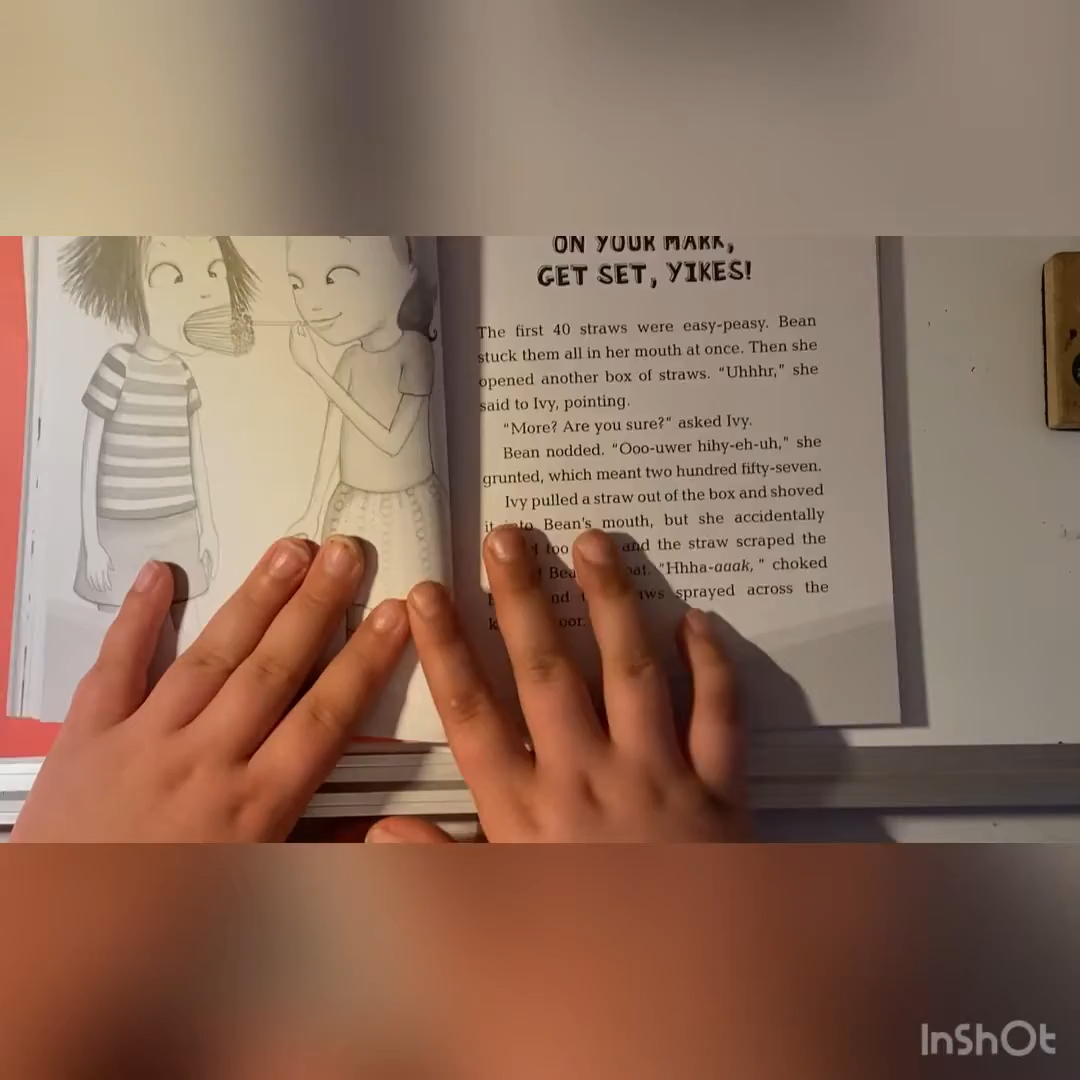 ON YOUR MARK,
GET SET, YIKES!
The first 40 straws were easy-peasy. Bean
stuck them all in her mouth at once. Then she
opened another box of straws. “Uhhhr,” she
said to Ivy, pointing.
“More? Are you sure?” asked Ivy.
Bean nodded. “Ooo-uwer hihy-eh-uh,” she
grunted, which meant two hundred fifty-seven.
Ivy pulled a straw out of the box and shoved
it into Bean's mouth, but she accidentally
too and the straw scraped the
“Hhha-aaak,” choked
sprayed across the
InShOt